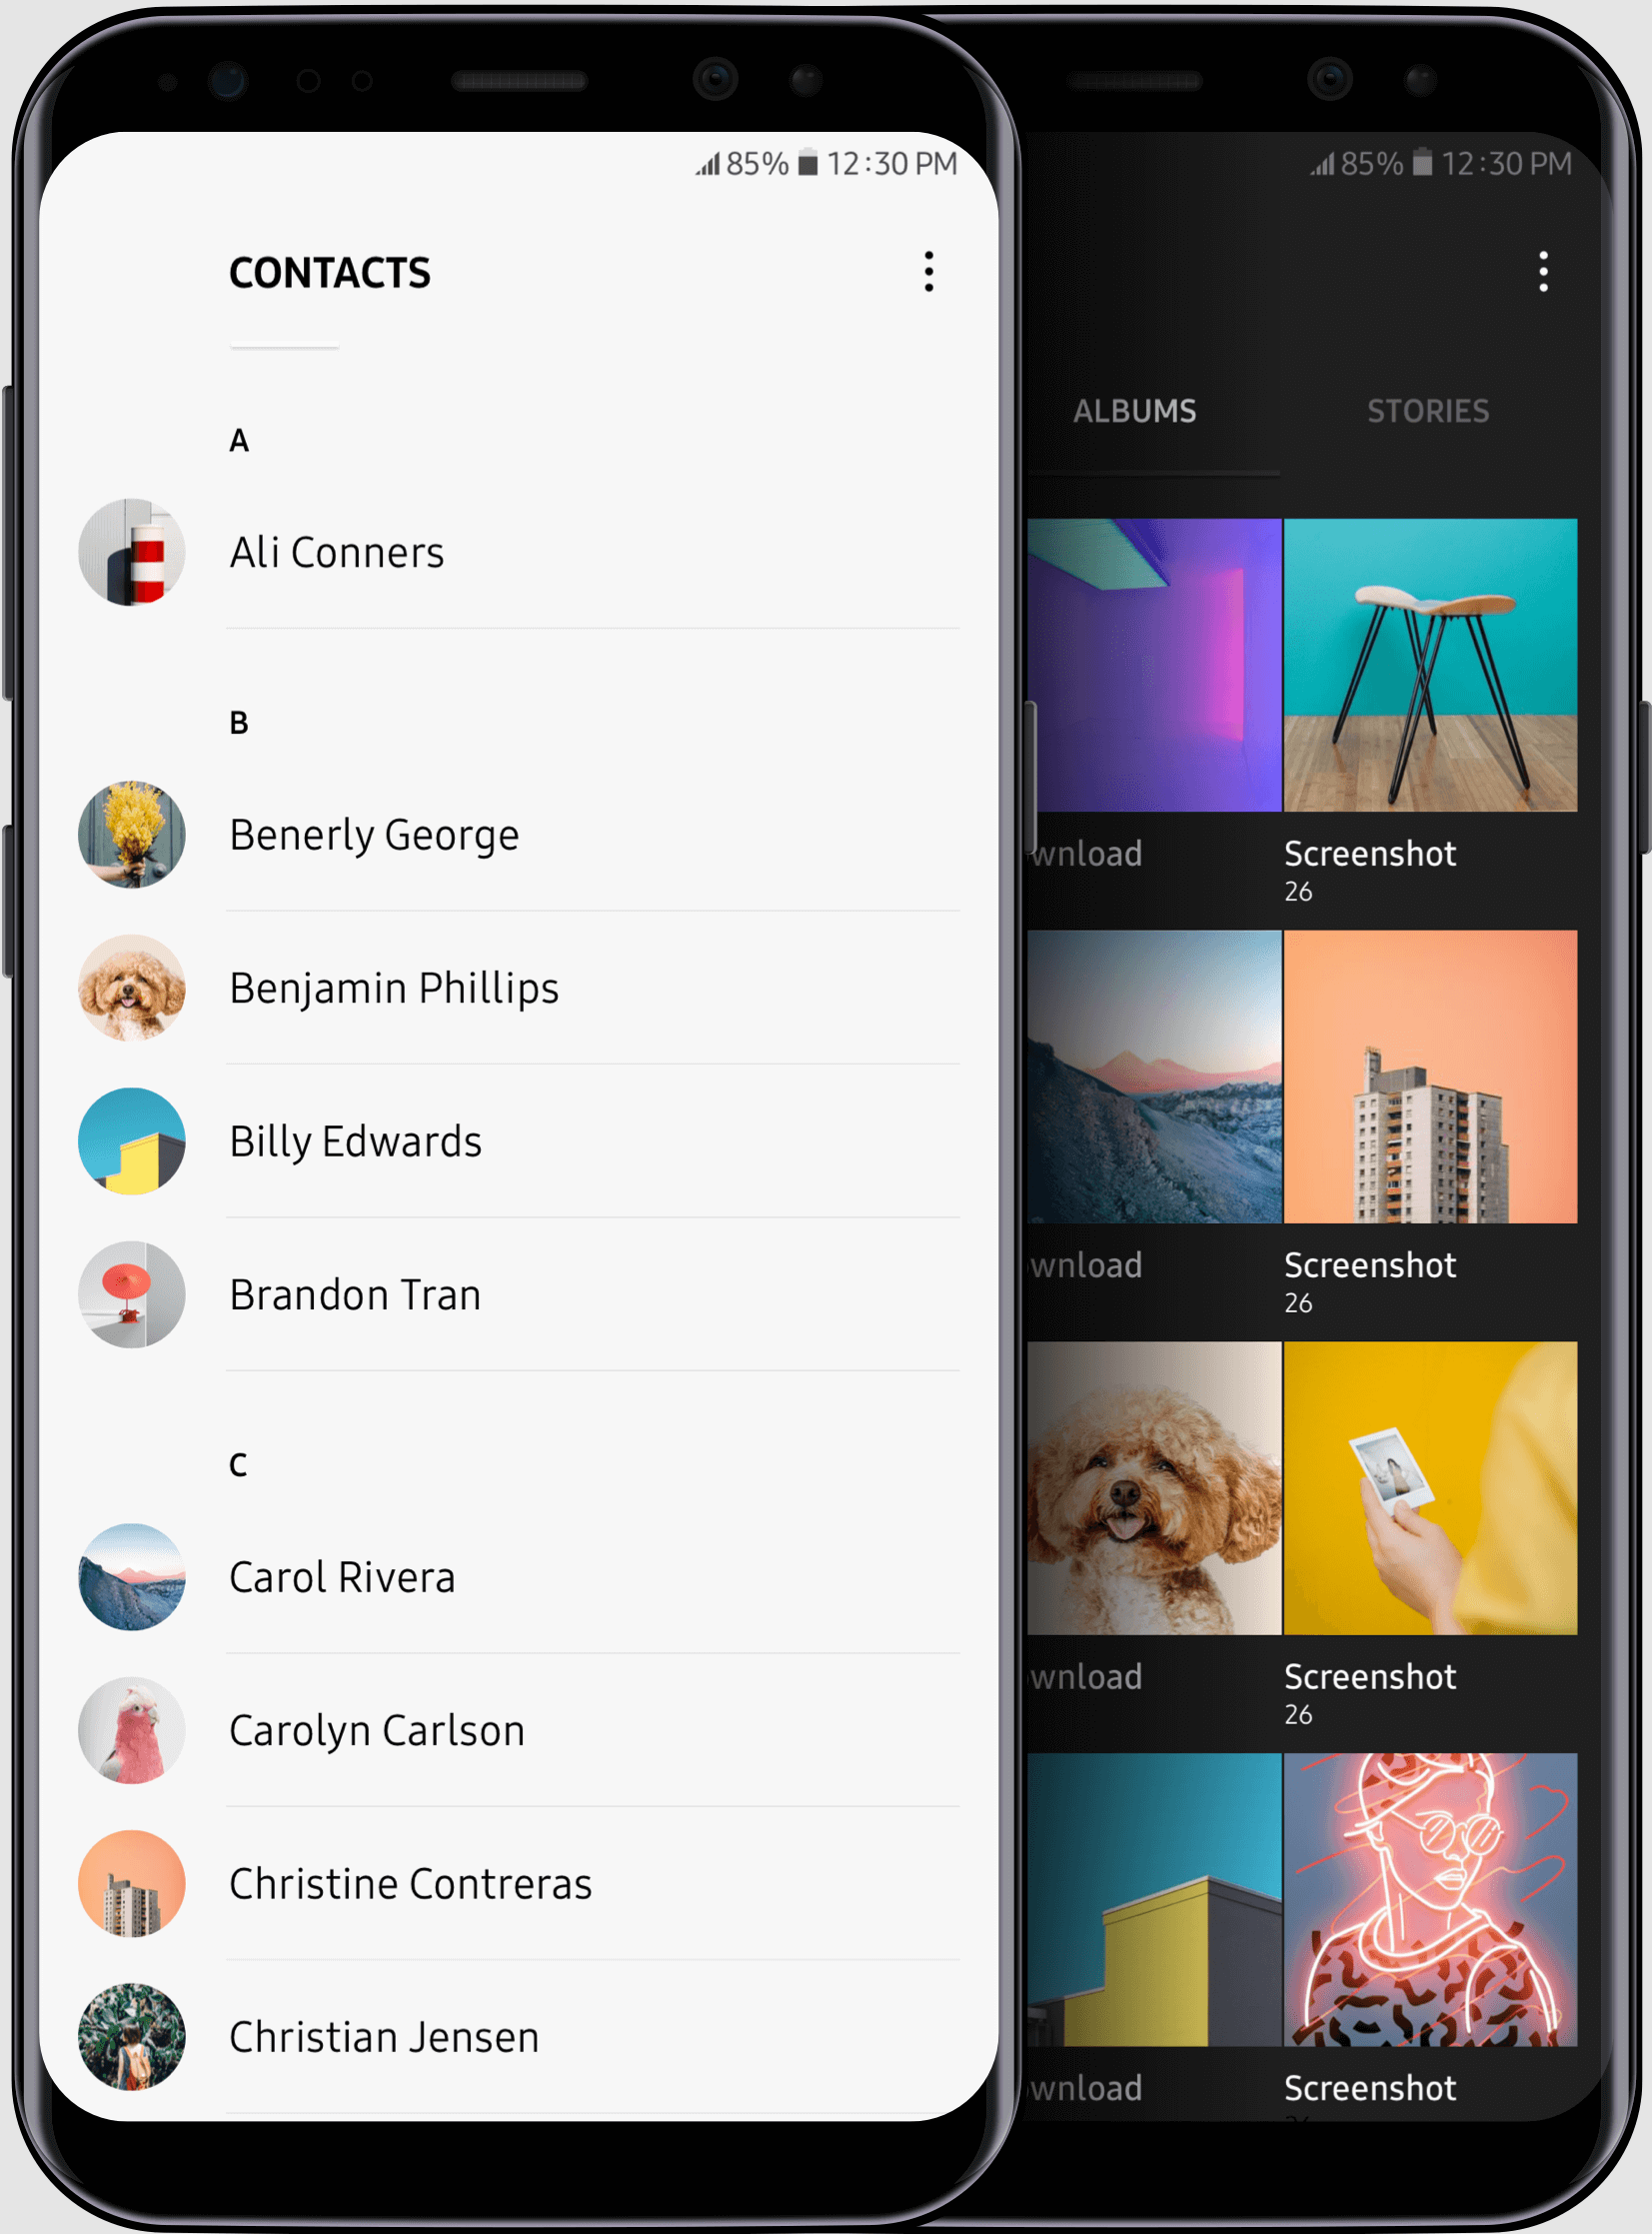 85% 12:30 PM
CONTACTS
A
Ali Conners
B
Benerly George
Benjamin Phillips
Billy Edwards
Brandon Tran
C
Carol Rivera
Carolyn Carlson
Christine Contreras
Christian Jensen
85% 12:30 PM
ALBUMS STORIES
wnload Screenshot
26
wnload Screenshot
26
wnload Screenshot
26
wnload Screenshot